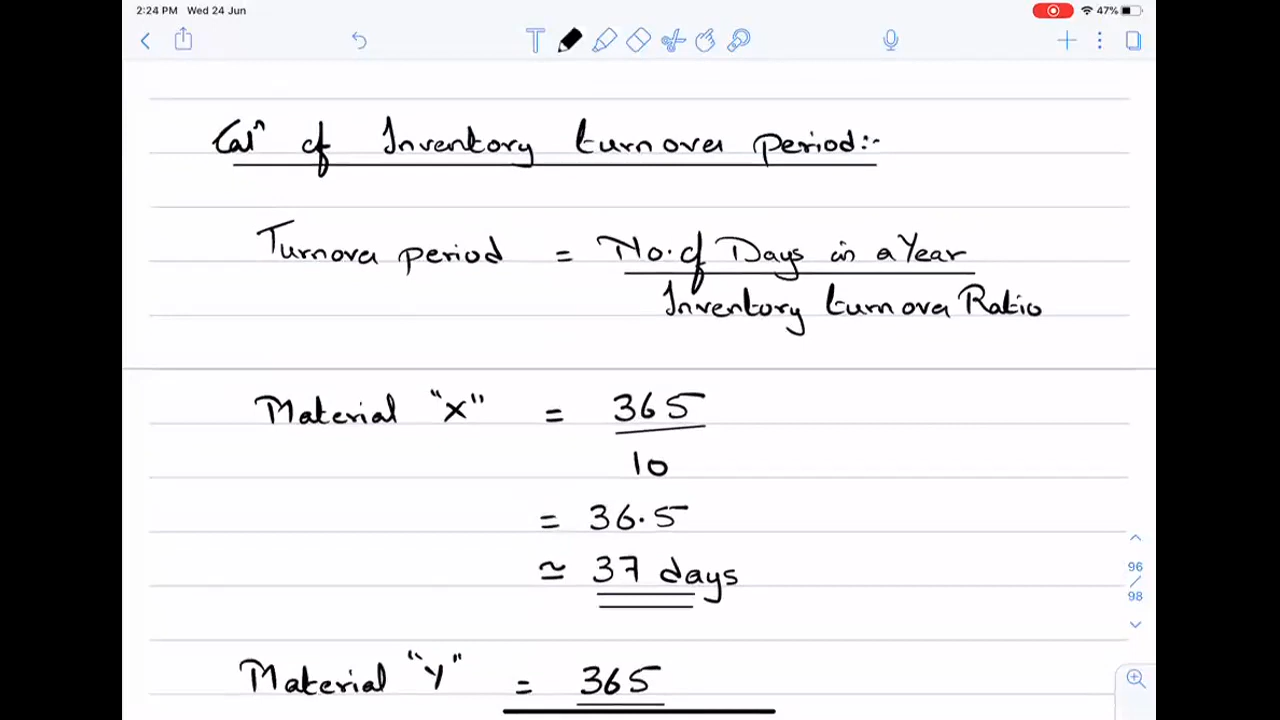 2:24 PM Wed 24 Jun
47%
T
Calⁿ of Inventory turnover period:-
Turnover period = No. of Days in a Year
Inventory turnover Ratio
Material "X" = 365
10
= 36.5
≃ 37 days
96
/
98
Material "Y" = 365